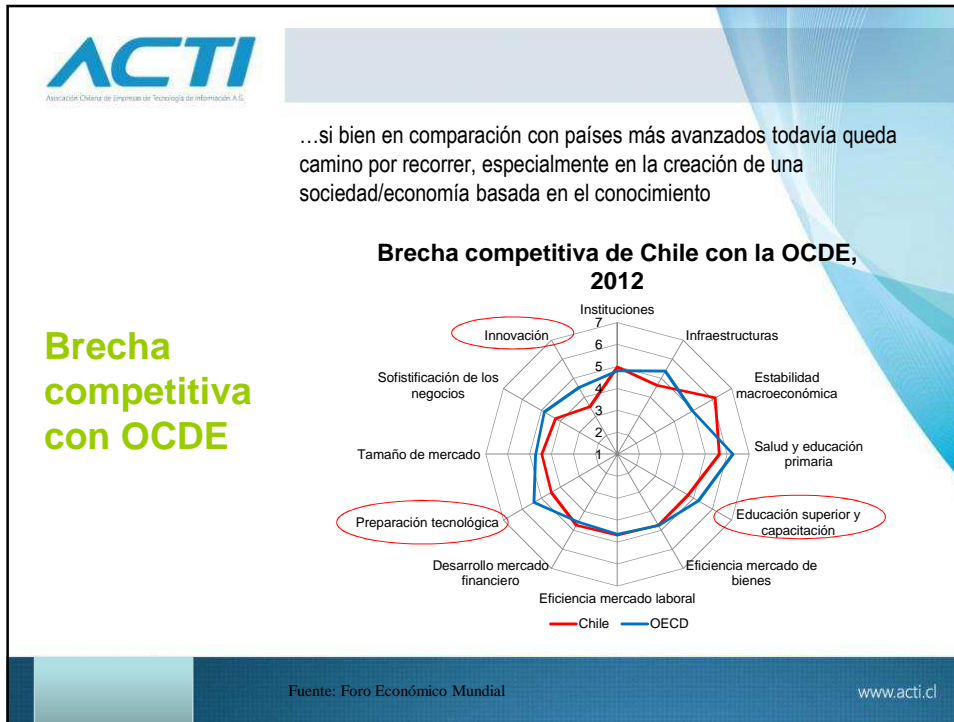 ACTI
Asociación Chilena de Empresas de Tecnología de Información A.G.
…si bien en comparación con países más avanzados todavía queda
camino por recorrer, especialmente en la creación de una
sociedad/economía basada en el conocimiento
Brecha
competitiva
con OCDE
Brecha competitiva de Chile con la OCDE,
2012
Instituciones
Infraestructuras
Estabilidad
macroeconómica
Salud y educación
primaria
Educación superior y
capacitación
Eficiencia mercado de
bienes
Eficiencia mercado laboral
Desarrollo mercado
financiero
Preparación tecnológica
Tamaño de mercado
Sofistificación de los
negocios
Innovación
7
6
5
4
3
2
1
Chile
OECD
Fuente: Foro Económico Mundial
www.acti.cl